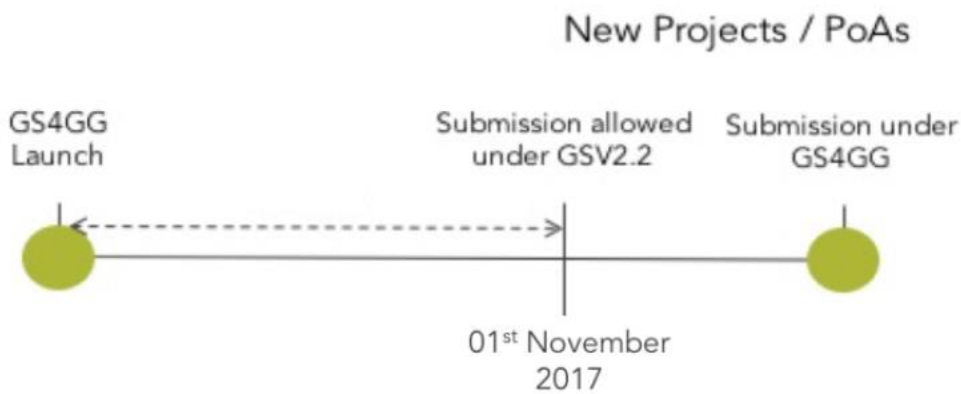 New Projects / PoAs
GS4GG
Launch
Submission allowed
under GSV2.2
Submission under
GS4GG
01st November
2017